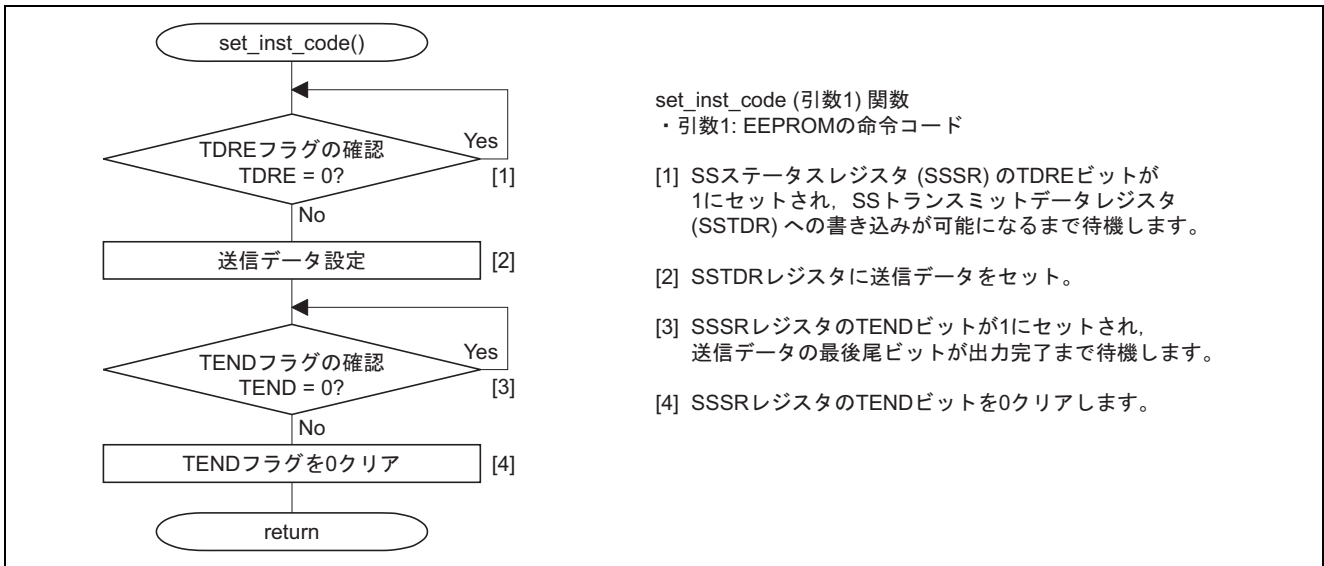 set_inst_code()
TDREフラグの確認
TDRE = 0?
Yes
[1]
No
送信データ設定
[2]
TENDフラグの確認
TEND = 0?
Yes
[3]
No
TENDフラグを0クリア
[4]
return
set_inst_code (引数1) 関数
・引数1: EEPROMの命令コード
[1] SSステータスレジスタ (SSSR) のTDREビットが
1にセットされ，SSトランスミットデータレジスタ
(SSTDR) への書き込みが可能になるまで待機します。
[2] SSTDRレジスタに送信データをセット。
[3] SSSRレジスタのTENDビットが1にセットされ，
送信データの最後尾ビットが出力完了まで待機します。
[4] SSSRレジスタのTENDビットを0クリアします。